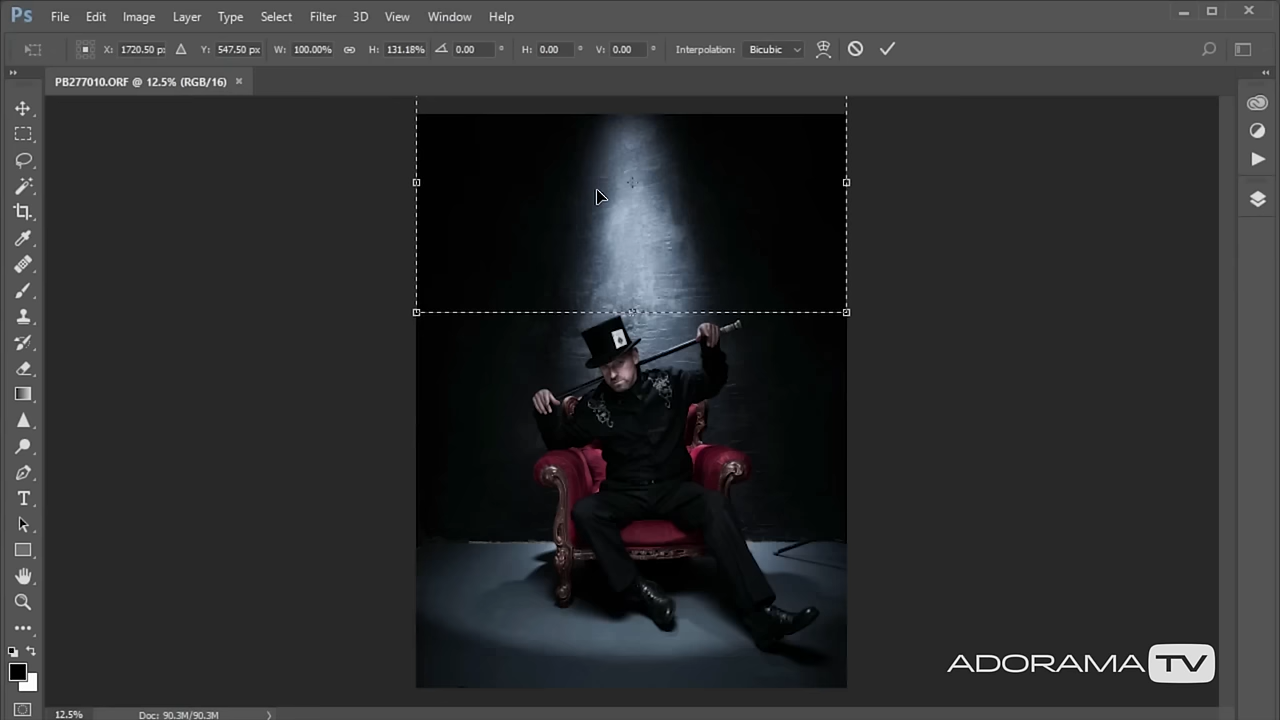 Ps File Edit Image Layer Type Select Filter 3D View Window Help
X: 1720.50 px Y: 547.50 px W: 100.00% H: 131.18% 0.00 ° H: 0.00 ° V: 0.00 ° Interpolation: Bicubic
PB277010.ORF @ 12.5% (RGB/16) ×
T
ADORAMA TV
12.5% Doc: 90.3M/90.3M